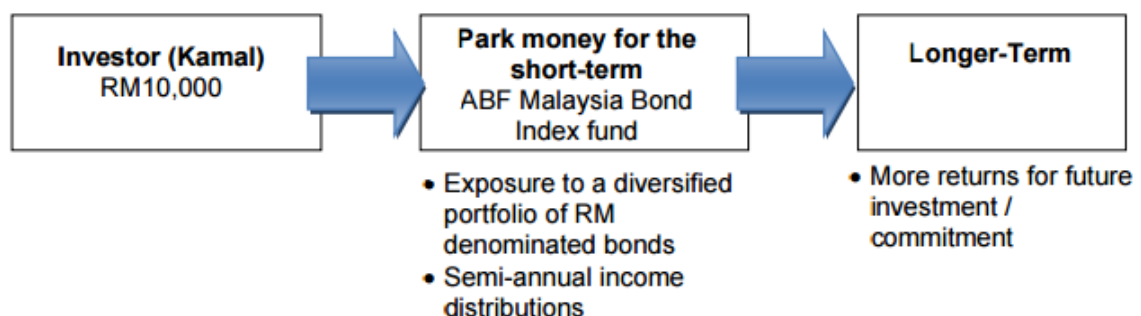 Investor (Kamal)
RM10,000
Park money for the
short-term
ABF Malaysia Bond
Index fund
• Exposure to a diversified
portfolio of RM
denominated bonds
• Semi-annual income
distributions
Longer-Term
• More returns for future
investment /
commitment